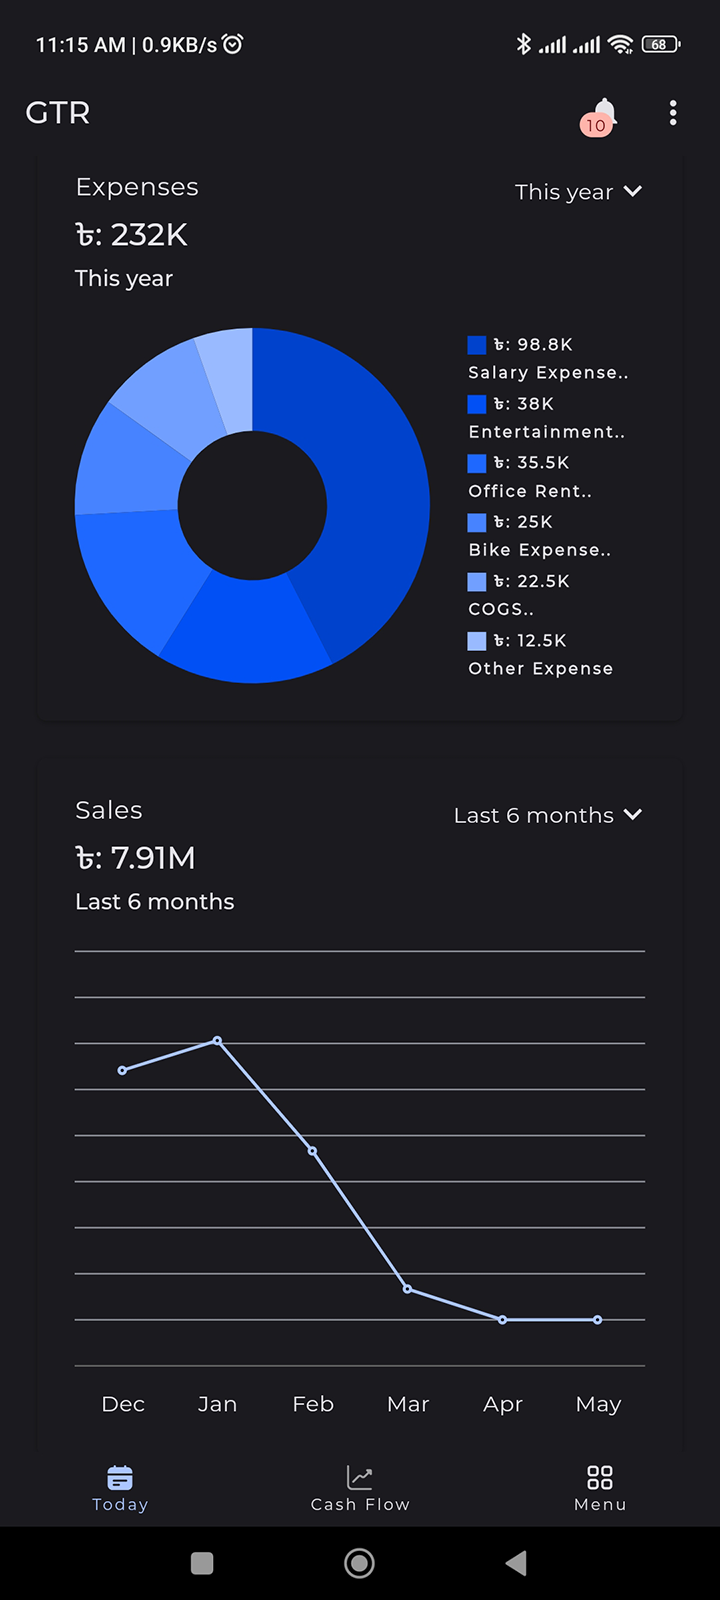 11:15 AM | 0.9KB/s
68
GTR
10
Expenses
This year
৳: 232K
This year
৳: 98.8K
Salary Expense..
৳: 38K
Entertainment..
৳: 35.5K
Office Rent..
৳: 25K
Bike Expense..
৳: 22.5K
COGS..
৳: 12.5K
Other Expense
Sales
Last 6 months
৳: 7.91M
Last 6 months
Dec Jan Feb Mar Apr May
Today Cash Flow Menu